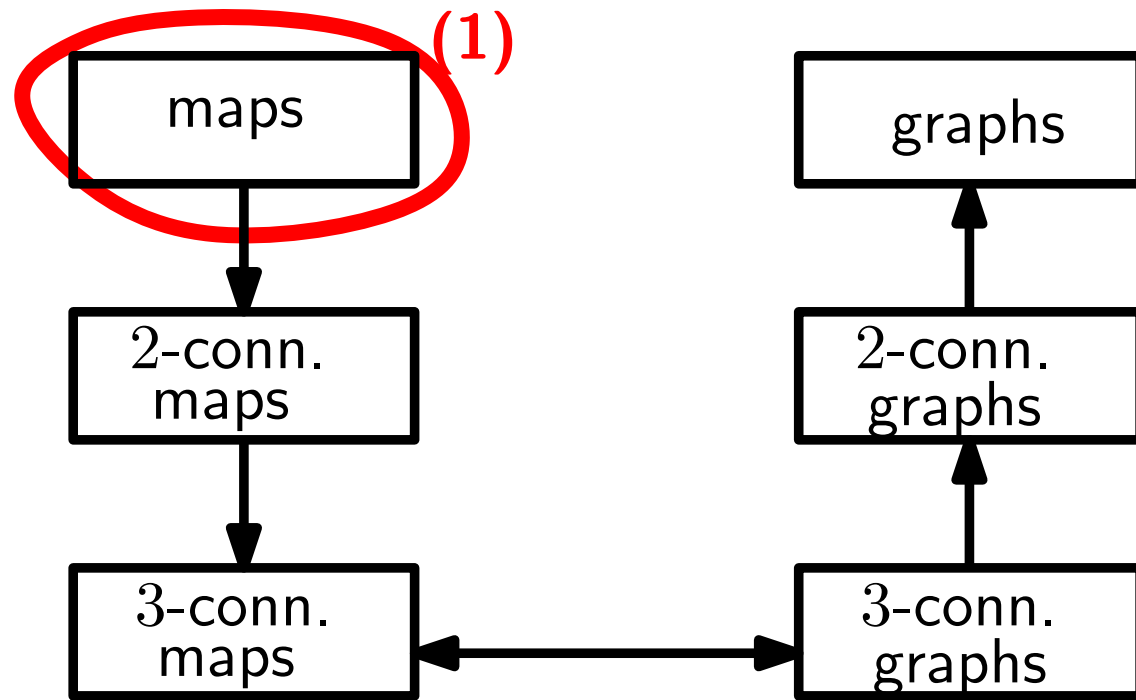 (1)
maps
graphs
2-conn.
maps
2-conn.
graphs
3-conn.
maps
3-conn.
graphs